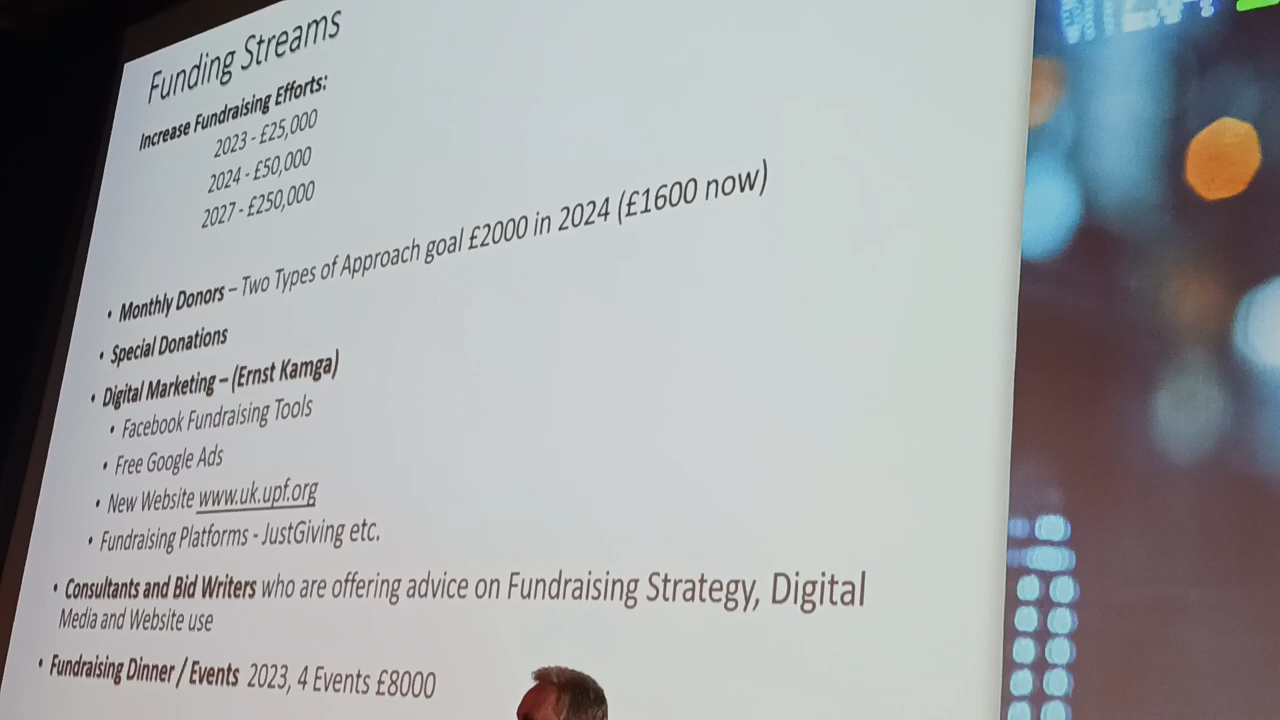 Funding Streams
Increase Fundraising Efforts:
2023 - £25,000
2024 - £50,000
2027 - £250,000
• Monthly Donors – Two Types of Approach goal £2000 in 2024 (£1600 now)
• Special Donations
• Digital Marketing – (Ernst Kamga)
• Facebook Fundraising Tools
• Free Google Ads
• New Website www.uk.upf.org
• Fundraising Platforms - JustGiving etc.
• Consultants and Bid Writers who are offering advice on Fundraising Strategy, Digital
Media and Website use
• Fundraising Dinner / Events 2023, 4 Events £8000